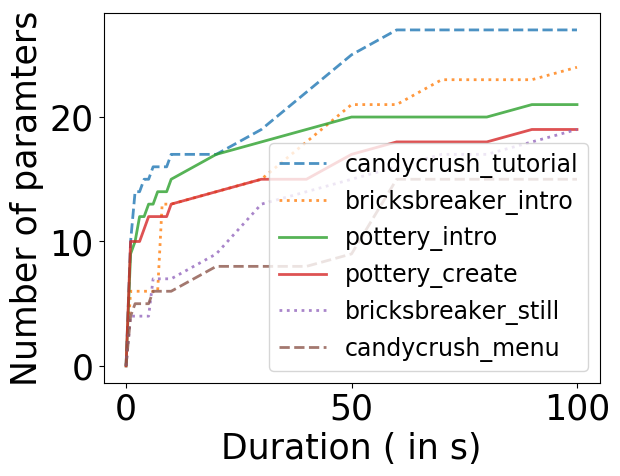 Number of paramters
20
10
0
candycrush_tutorial
bricksbreaker_intro
pottery_intro
pottery_create
bricksbreaker_still
candycrush_menu
0 50 100
Duration ( in s)